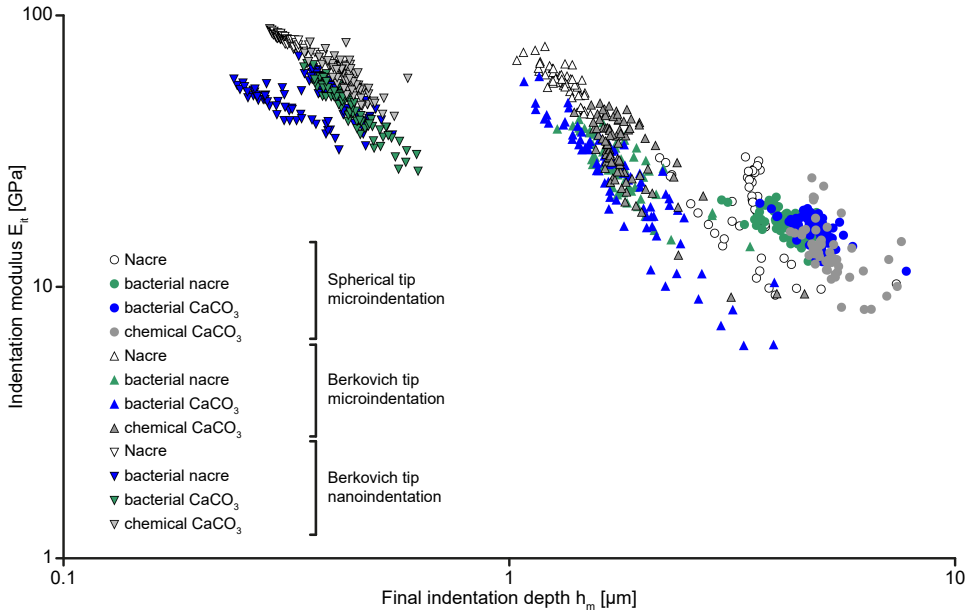 100
10
1
0.1
1
10
Indentation modulus E_it [GPa]
Final indentation depth h_m [µm]
Nacre
bacterial nacre
bacterial CaCO₃
chemical CaCO₃
Spherical tip
microindentation
Nacre
bacterial nacre
bacterial CaCO₃
chemical CaCO₃
Berkovich tip
microindentation
Nacre
bacterial nacre
bacterial CaCO₃
chemical CaCO₃
Berkovich tip
nanoindentation